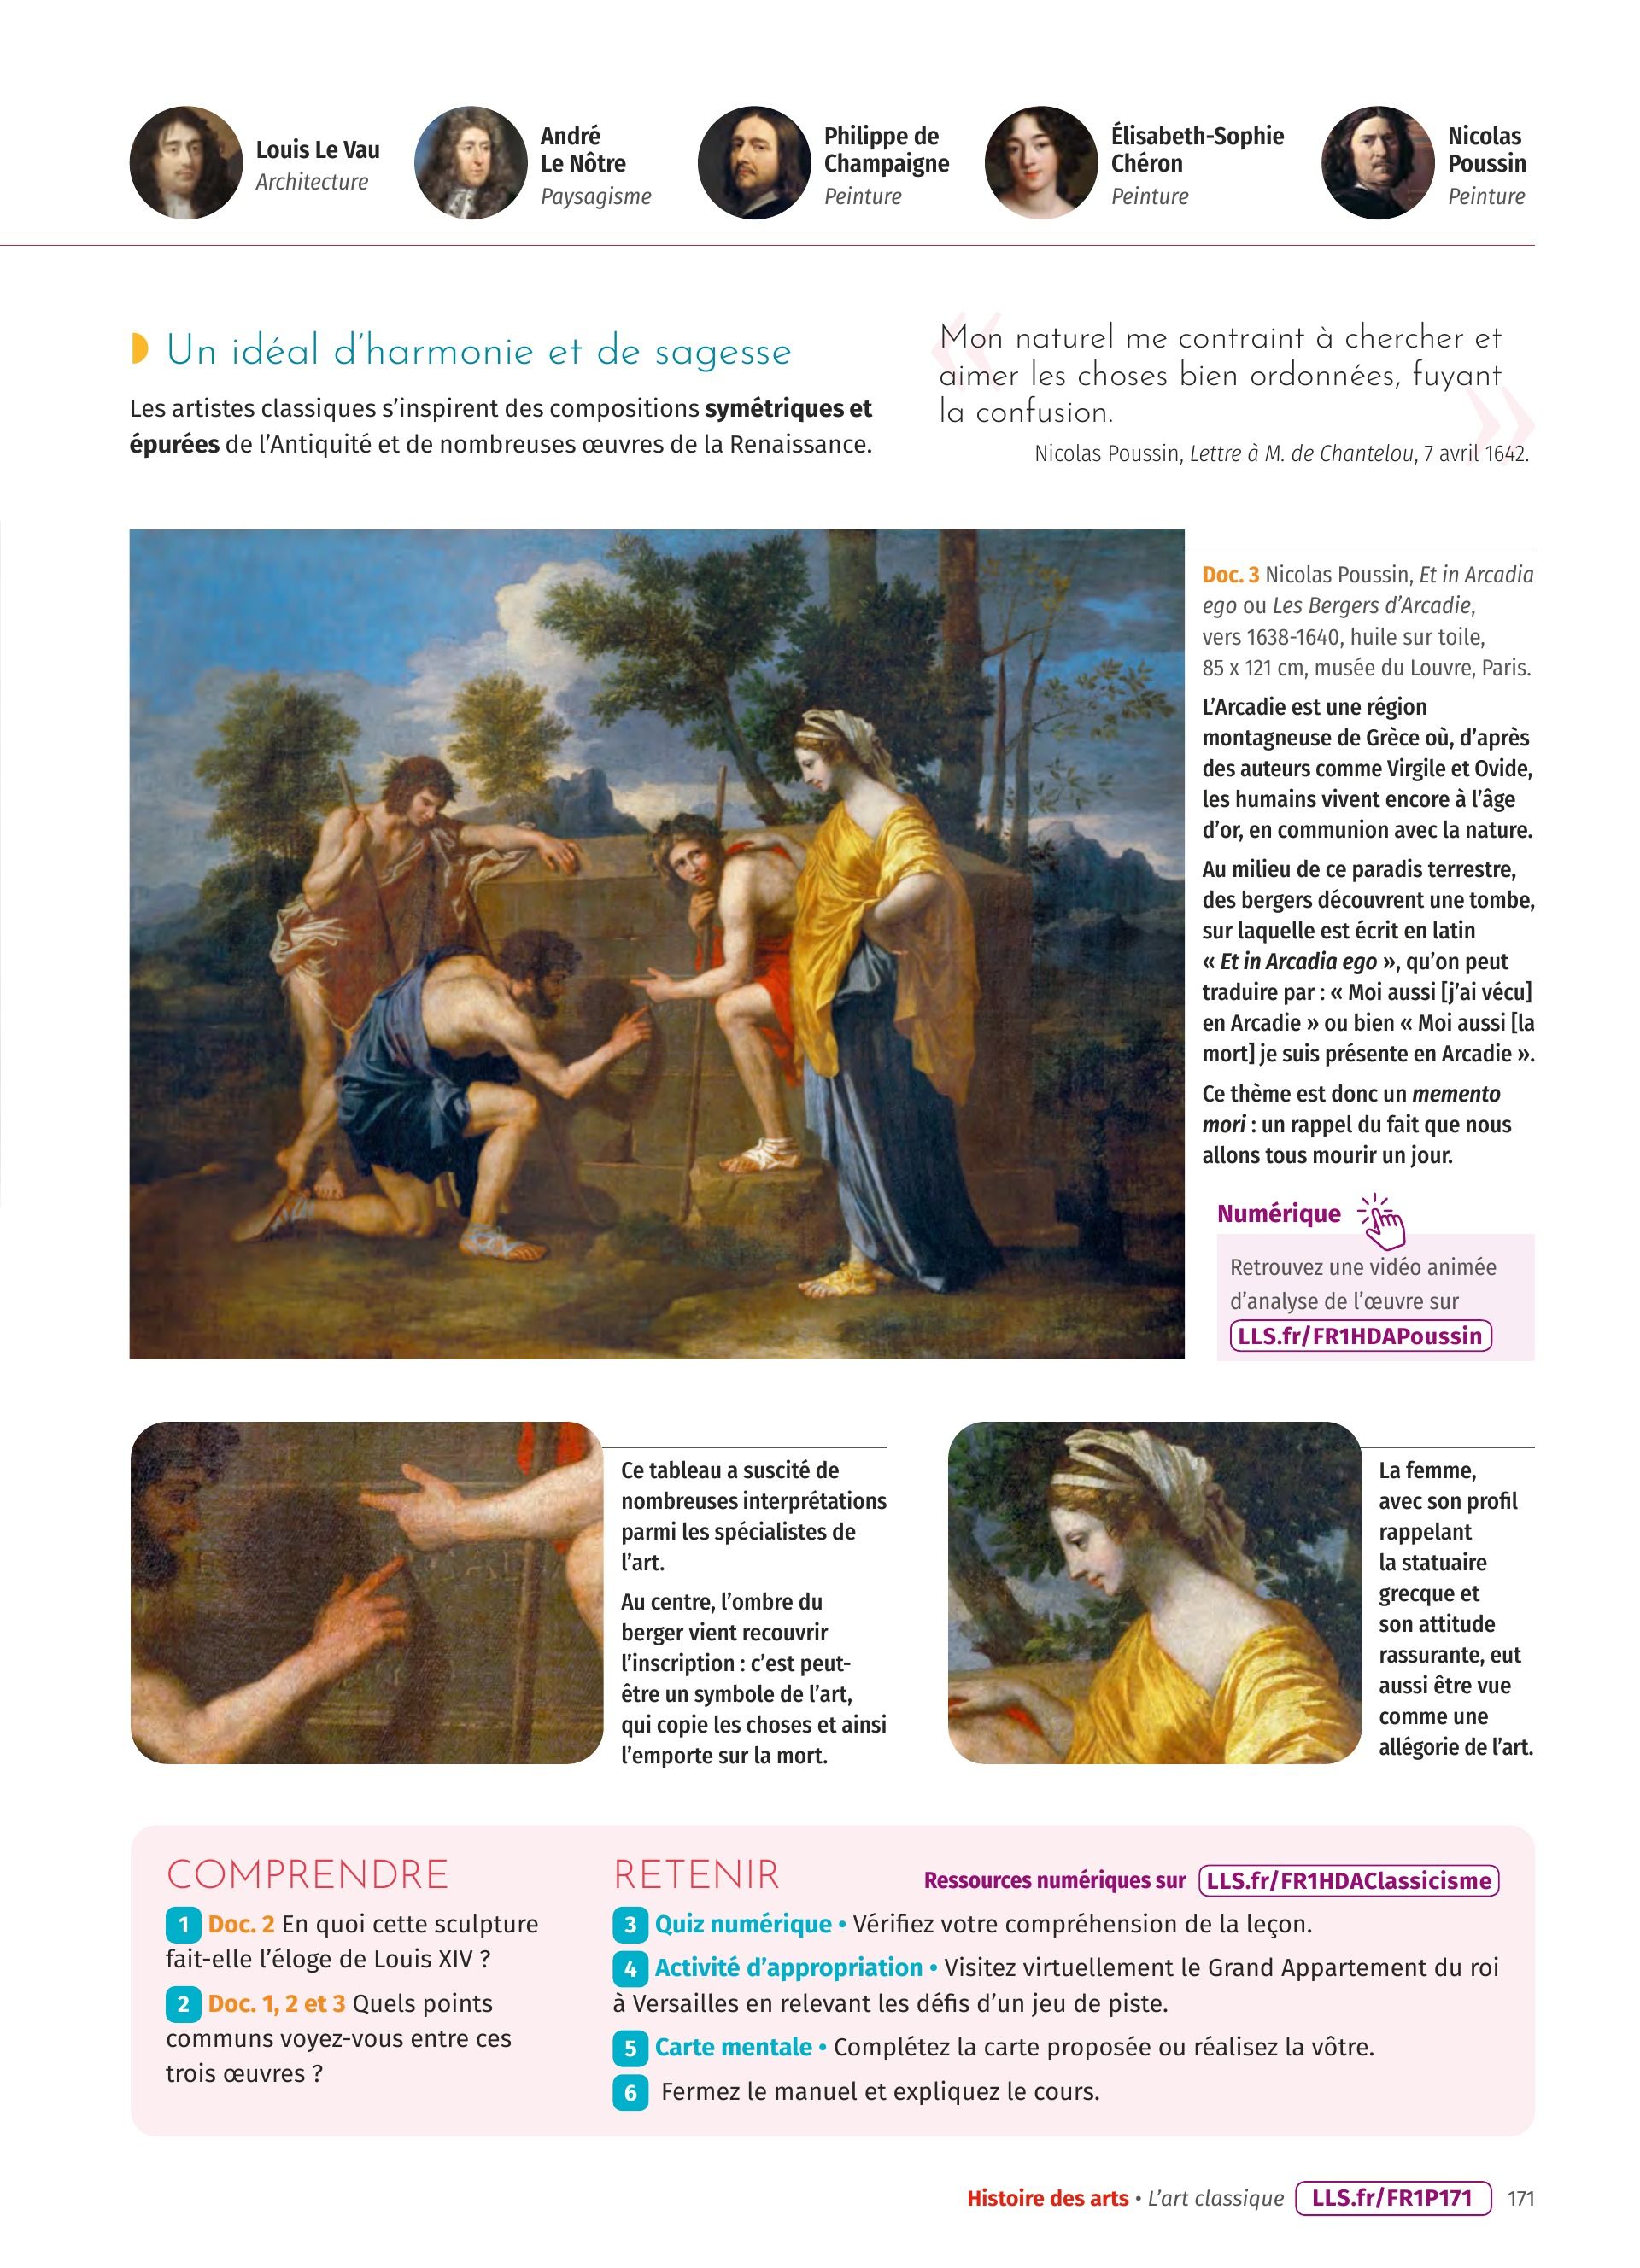 Louis Le Vau
Architecture
André
Le Nôtre
Paysagisme
Philippe de
Champaigne
Peinture
Élisabeth-Sophie
Chéron
Peinture
Nicolas
Poussin
Peinture
Un idéal d’harmonie et de sagesse
Les artistes classiques s’inspirent des compositions symétriques et
épurées de l’Antiquité et de nombreuses œuvres de la Renaissance.
« Mon naturel me contraint à chercher et
aimer les choses bien ordonnées, fuyant
la confusion. »
Nicolas Poussin, Lettre à M. de Chantelou, 7 avril 1642.
Doc. 3 Nicolas Poussin, Et in Arcadia
ego ou Les Bergers d’Arcadie,
vers 1638-1640, huile sur toile,
85 x 121 cm, musée du Louvre, Paris.
L’Arcadie est une région
montagneuse de Grèce où, d’après
des auteurs comme Virgile et Ovide,
les humains vivent encore à l’âge
d’or, en communion avec la nature.
Au milieu de ce paradis terrestre,
des bergers découvrent une tombe,
sur laquelle est écrit en latin
« Et in Arcadia ego », qu’on peut
traduire par : « Moi aussi [j’ai vécu]
en Arcadie » ou bien « Moi aussi [la
mort] je suis présente en Arcadie ».
Ce thème est donc un memento
mori : un rappel du fait que nous
allons tous mourir un jour.
Numérique
Retrouvez une vidéo animée
d’analyse de l’œuvre sur
LLS.fr/FR1HDAPoussin
Ce tableau a suscité de
nombreuses interprétations
parmi les spécialistes de
l’art.
Au centre, l’ombre du
berger vient recouvrir
l’inscription : c’est peut-
être un symbole de l’art,
qui copie les choses et ainsi
l’emporte sur la mort.
La femme,
avec son profil
rappelant
la statuaire
grecque et
son attitude
rassurante, eut
aussi être vue
comme une
allégorie de l’art.
COMPRENDRE
1 Doc. 2 En quoi cette sculpture
fait-elle l’éloge de Louis XIV ?
2 Doc. 1, 2 et 3 Quels points
communs voyez-vous entre ces
trois œuvres ?
RETENIR
Ressources numériques sur LLS.fr/FR1HDAClassicisme
3 Quiz numérique • Vérifiez votre compréhension de la leçon.
4 Activité d’appropriation • Visitez virtuellement le Grand Appartement du roi
à Versailles en relevant les défis d’un jeu de piste.
5 Carte mentale • Complétez la carte proposée ou réalisez la vôtre.
6 Fermez le manuel et expliquez le cours.
Histoire des arts • L’art classique LLS.fr/FR1P171 171